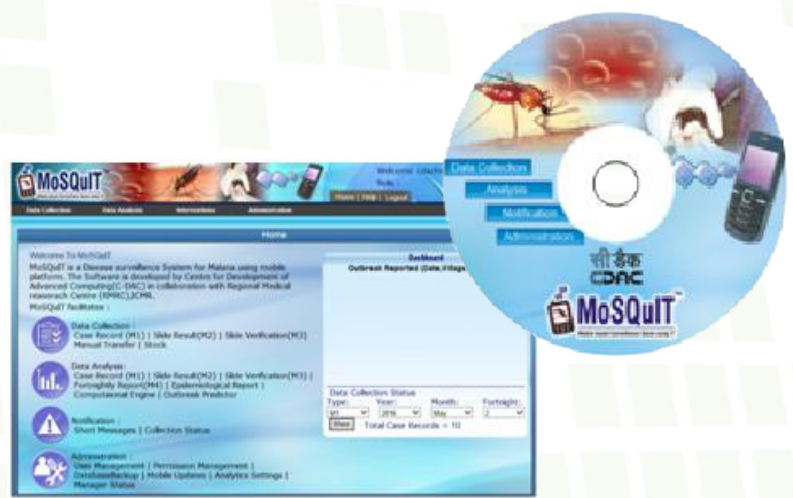 MoSQuIT
Welcome
Role :
Home | Help | Logout
Data Collection Data Analysis Interventions Administration
Home
Welcome To MoSQuIT
MoSQuIT is a Disease surveillance System for Malaria using mobile
platform. The Software is developed by Centre for Development of
Advanced Computing(C-DAC) in collaboration with Regional Medical
reaserach Centre (RMRC),ICMR.
MoSQuIT facilitates :
Data Collection :
Case Record (M1) | Slide Result(M2) | Slide Verification(M3)
Manual Transfer | Stock
Data Analysis:
Case Record (M1) | Slide Result(M2) | Slide Verification(M3) |
Fortnightly Report(M4) | Epidemiological Report |
Computaional Engine | Outbreak Predictor
Notification :
Short Messages | Collection Status
Administration :
User Management | Permission Management |
DatabaseBackup | Mobile Updates | Analytics Settings |
Manager Status
Dashboard
Outbreak Reported (Date,Village
Data Collection Status
Type: Year: Month: Fortnight:
M1 2016 May 2
Show Total Case Records = 10
Data Collection
Analysis
Notification
Administration
सी डैक
CDAC
MoSQuIT